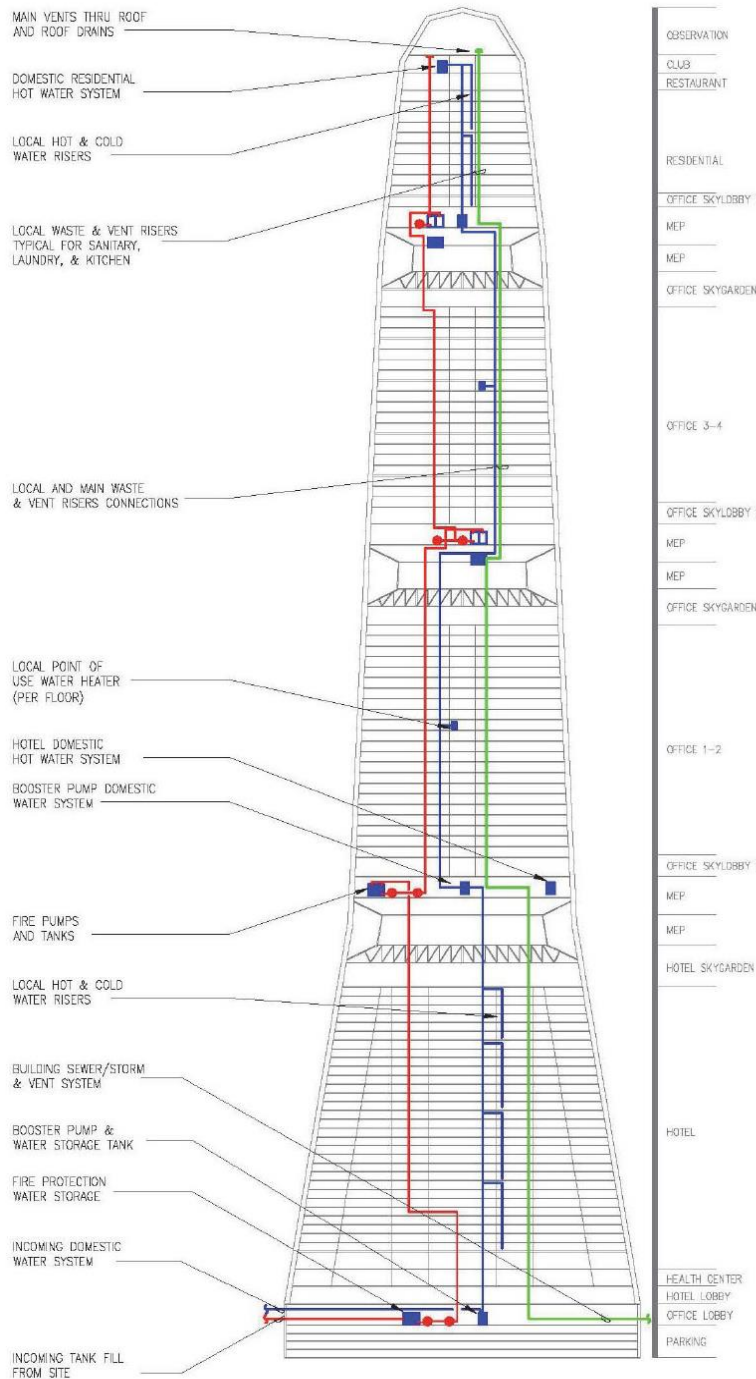 MAIN VENTS THRU ROOF
AND ROOF DRAINS
DOMESTIC RESIDENTIAL
HOT WATER SYSTEM
LOCAL HOT & COLD
WATER RISERS
LOCAL WASTE & VENT RISERS
TYPICAL FOR SANITARY,
LAUNDRY, & KITCHEN
LOCAL AND MAIN WASTE
& VENT RISERS CONNECTIONS
LOCAL POINT OF
USE WATER HEATER
(PER FLOOR)
HOTEL DOMESTIC
HOT WATER SYSTEM
BOOSTER PUMP DOMESTIC
WATER SYSTEM
FIRE PUMPS
AND TANKS
LOCAL HOT & COLD
WATER RISERS
BUILDING SEWER/STORM
& VENT SYSTEM
BOOSTER PUMP &
WATER STORAGE TANK
FIRE PROTECTION
WATER STORAGE
INCOMING DOMESTIC
WATER SYSTEM
INCOMING TANK FILL
FROM SITE
OBSERVATION
CLUB
RESTAURANT
RESIDENTIAL
OFFICE SKYLOBBY
MEP
MEP
OFFICE SKYGARDEN
OFFICE 3-4
OFFICE SKYLOBBY
MEP
MEP
OFFICE SKYGARDEN
OFFICE 1-2
OFFICE SKYLOBBY
MEP
MEP
HOTEL SKYGARDEN
HOTEL
HEALTH CENTER
HOTEL LOBBY
OFFICE LOBBY
PARKING